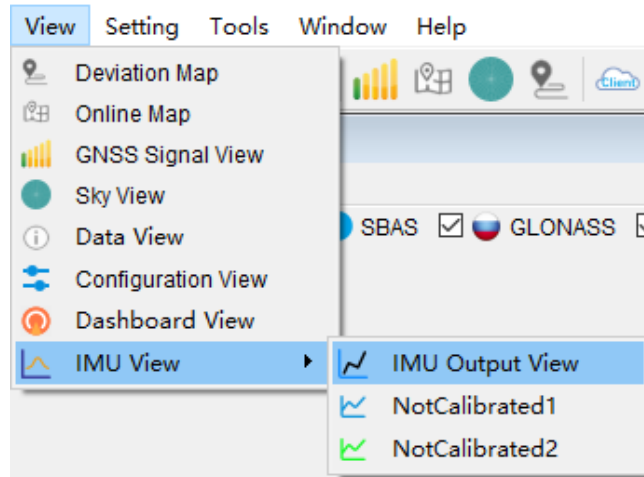 View Setting Tools Window Help
Deviation Map
Client
Online Map
GNSS Signal View
Sky View
SBAS GLONASS
Data View
Configuration View
Dashboard View
IMU View
IMU Output View
NotCalibrated1
NotCalibrated2